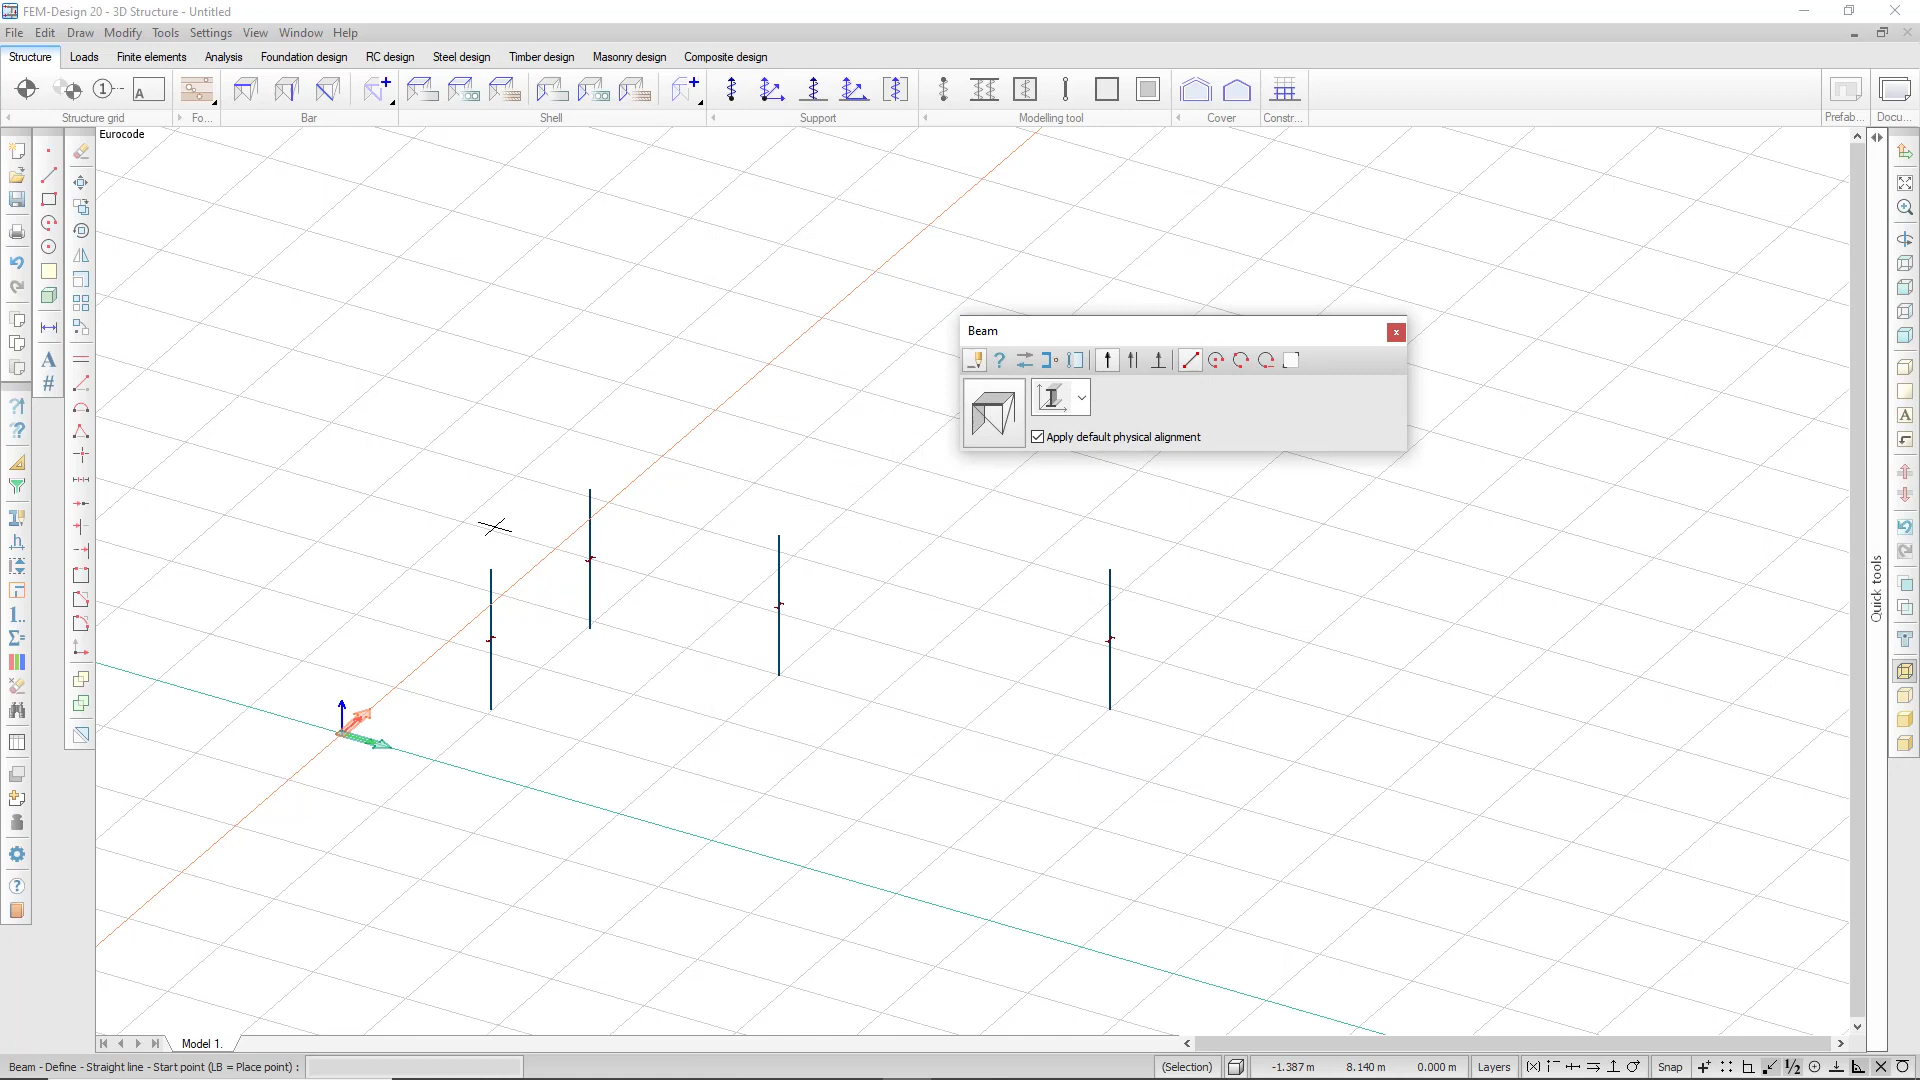 FEM-Design 20 - 3D Structure - Untitled
File Edit Draw Modify Tools Settings View Window Help
Structure Loads Finite elements Analysis Foundation design RC design Steel design Timber design Masonry design Composite design
Structure grid Fo... Bar Shell Support Modelling tool Cover Constr... Prefab... Docu...
Eurocode
Beam
Apply default physical alignment
Quick tools
Model 1.
Beam - Define - Straight line - Start point (LB = Place point) :
(Selection) -1.387 m 8.140 m 0.000 m Layers Snap